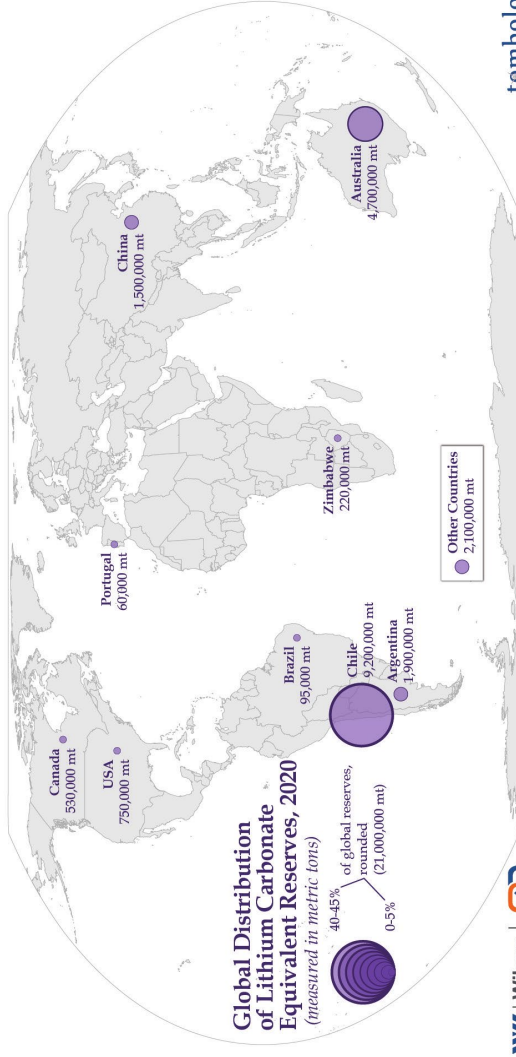 Canada
530,000 mt
USA
750,000 mt
Portugal
60,000 mt
China
1,500,000 mt
Zimbabwe
220,000 mt
Australia
4,700,000 mt
Brazil
95,000 mt
Chile
9,200,000 mt
Argentina
1,900,000 mt
Other Countries
2,100,000 mt
Global Distribution
of Lithium Carbonate
Equivalent Reserves, 2020
(measured in metric tons)
40-45%
of global reserves,
rounded
(21,000,000 mt)
0-5%